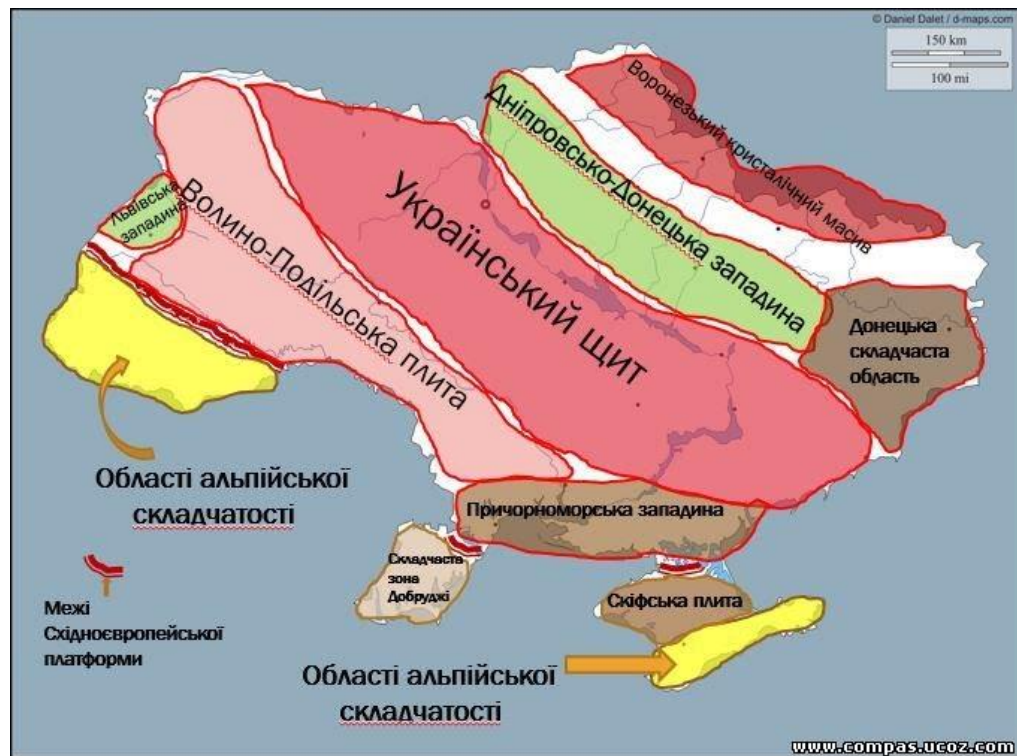 © Daniel Dalet / d-maps.com
150 km
100 mi
Воронезький кристалічний масив
Дніпровсько-Донецька западина
Український щит
Львівська
западина
Волино-Подільська плита
Донецька
складчаста
область
Області альпійської
складчатості
Причорноморська западина
Складчаста
зона
Добруджі
Скіфська плита
Межі
Східноєвропейської
платформи
Області альпійської
складчатості
www.compas.ucoz.com